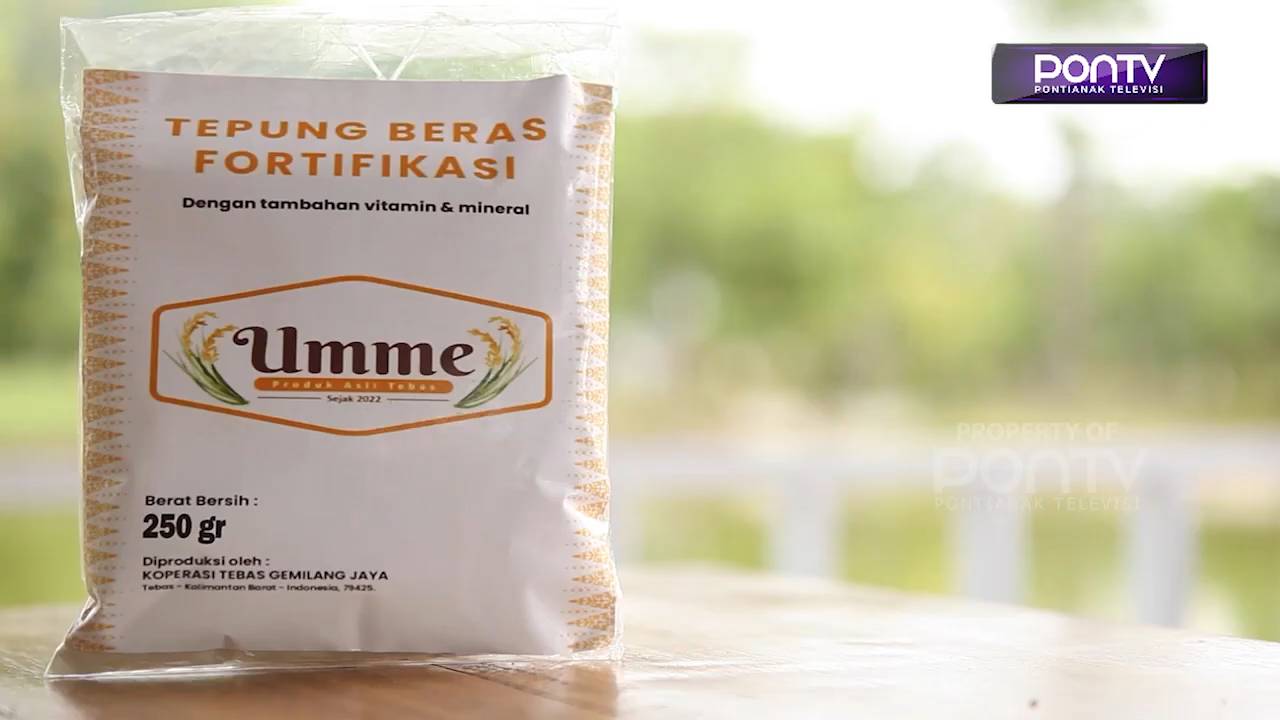 TEPUNG BERAS
FORTIFIKASI
Dengan tambahan vitamin & mineral
Umme
Produk Asli Tebas
Sejak 2022
Berat Bersih :
250 gr
Diproduksi oleh :
KOPERASI TEBAS GEMILANG JAYA
Tebas - Kalimantan Barat - Indonesia, 79425.
PONTV
PONTIANAK TELEVISI
PROPERTY OF
PONTV
PONTIANAK TELEVISI